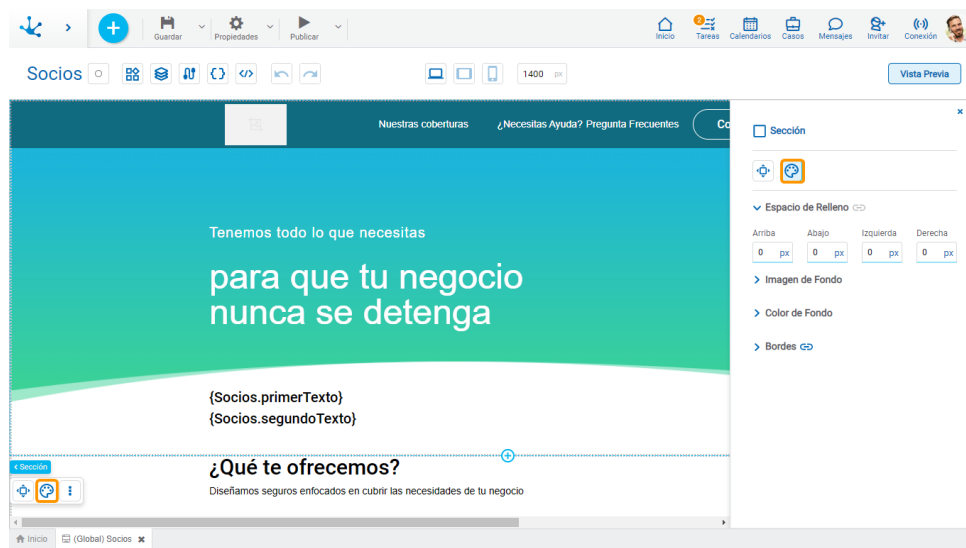 Guardar
Propiedades
Publicar
Inicio
2
Tareas
Calendarios
Casos
Mensajes
Invitar
Conexión
Socios
1400 px
Vista Previa
Nuestras coberturas
¿Necesitas Ayuda? Pregunta Frecuentes
Co
Tenemos todo lo que necesitas
para que tu negocio
nunca se detenga
{Socios.primerTexto}
{Socios.segundoTexto}
¿Qué te ofrecemos?
Diseñamos seguros enfocados en cubrir las necesidades de tu negocio
Sección
Sección
Espacio de Relleno
Arriba Abajo Izquierda Derecha
0 px 0 px 0 px 0 px
Imagen de Fondo
Color de Fondo
Bordes
Inicio
(Global) Socios